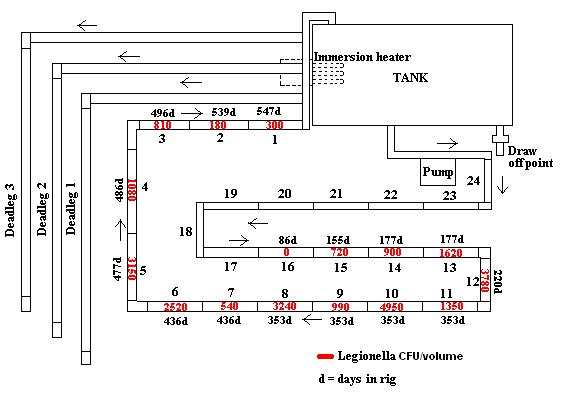 Immersion heater
TANK
496d 539d 547d
810 180 300
3 2 1
Draw
off point
Pump
24
Deadleg 3
Deadleg 2
Deadleg 1
486d
1080
4
19 20 21 22 23
18
86d 155d 177d 177d
0 720 900 1620
17 16 15 14 13
477d
3150
5
12
3780
220d
6 7 8 9 10 11
2520 540 3240 990 4950 1350
436d 436d 353d 353d 353d 353d
Legionella CFU/volume
d = days in rig